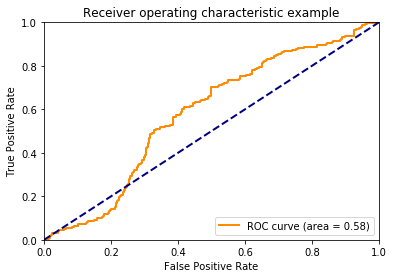 Receiver operating characteristic example
1.0
0.8
0.6
0.4
0.2
0.0
True Positive Rate
ROC curve (area = 0.58)
0.0 0.2 0.4 0.6 0.8 1.0
False Positive Rate